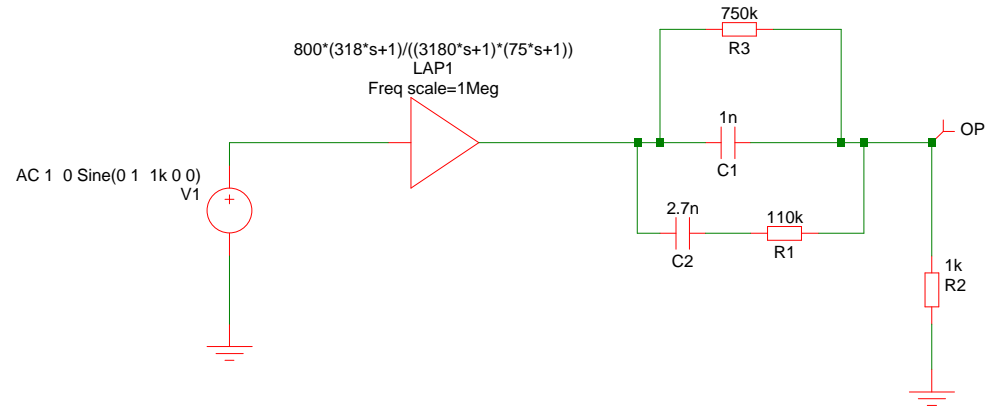 750k
R3
800*(318*s+1)/((3180*s+1)*(75*s+1))
LAP1
Freq scale=1Meg
1n
C1
OP
AC 1  0 Sine(0 1  1k 0 0)
V1
2.7n
C2
110k
R1
1k
R2